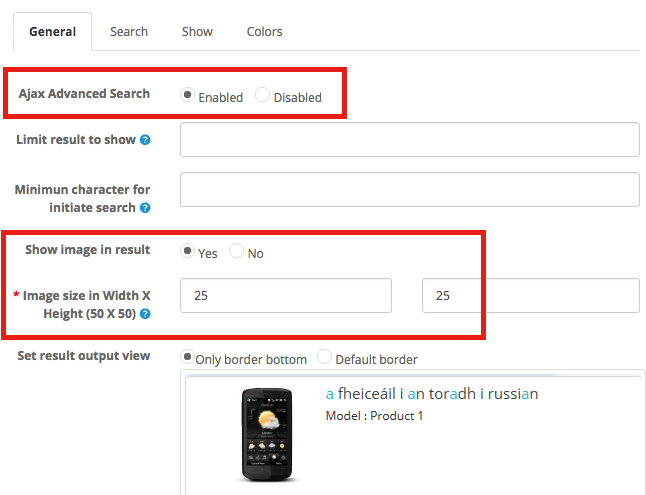 General Search Show Colors
Ajax Advanced Search Enabled Disabled
Limit result to show ?
Minimun character for
initiate search ?
Show image in result Yes No
* Image size in Width X 25 25
Height (50 X 50) ?
Set result output view Only border bottom Default border
a fheiceáil i an toradh i russian
Model : Product 1